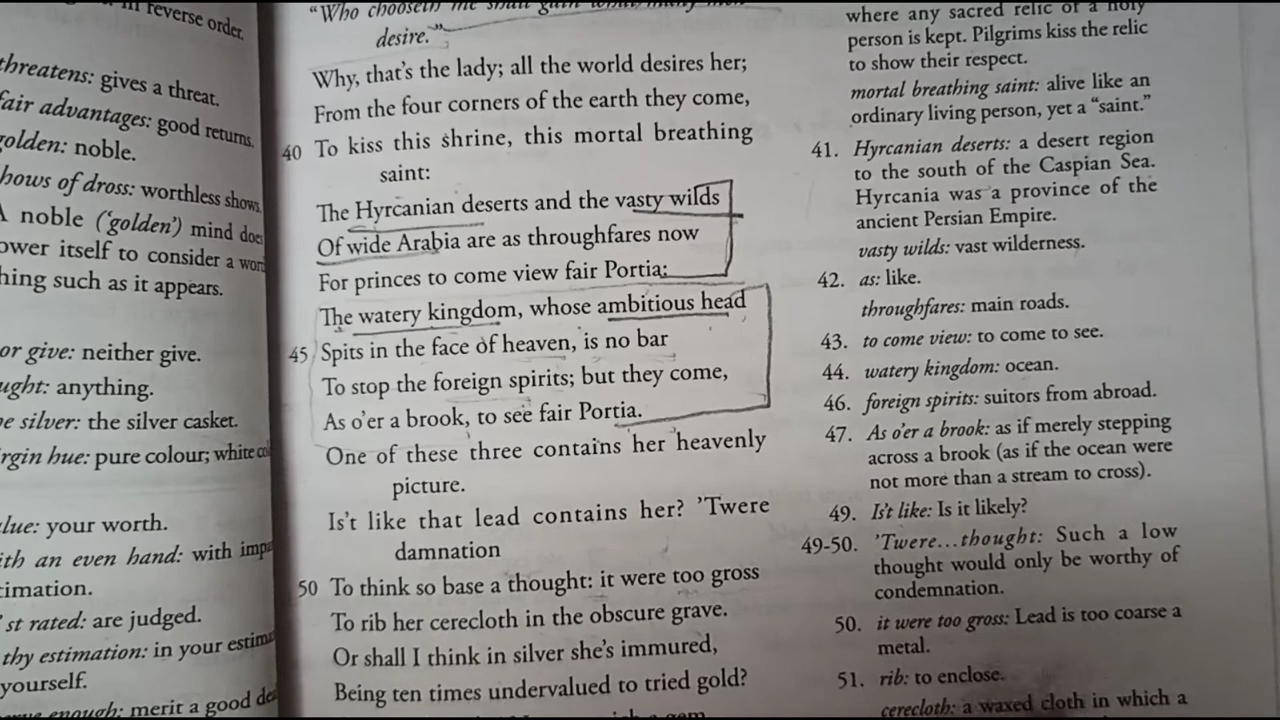 in reverse order.
threatens: gives a threat.
fair advantages: good returns.
golden: noble.
hows of dross: worthless shows.
A noble ('golden') mind does
ower itself to consider a
hing such as it appears.
or give: neither give.
ught: anything.
e silver: the silver casket.
rgin hue: pure colour; white
alue: your worth.
ith an even hand: with
timation.
'st rated: are judged.
thy estimation: in your
yourself.
enough: merit a good
"Who chooseth me shall gain what many men
desire."
Why, that's the lady; all the world desires her;
From the four corners of the earth they come,
40 To kiss this shrine, this mortal breathing
saint:
The Hyrcanian deserts and the vasty wilds
Of wide Arabia are as throughfares now
For princes to come view fair Portia:
The watery kingdom, whose ambitious head
45 Spits in the face of heaven, is no bar
To stop the foreign spirits; but they come,
As o'er a brook, to see fair Portia.
One of these three contains her heavenly
picture.
Is't like that lead contains her? 'Twere
damnation
50 To think so base a thought: it were too gross
To rib her cerecloth in the obscure grave.
Or shall I think in silver she's immured,
Being ten times undervalued to tried gold?
where any sacred relic of a holy
person is kept. Pilgrims kiss the relic
to show their respect.
mortal breathing saint: alive like an
ordinary living person, yet a "saint."
41. Hyrcanian deserts: a desert region
to the south of the Caspian Sea.
Hyrcania was a province of the
ancient Persian Empire.
vasty wilds: vast wilderness.
42. as: like.
throughfares: main roads.
43. to come view: to come to see.
44. watery kingdom: ocean.
46. foreign spirits: suitors from abroad.
47. As o'er a brook: as if merely stepping
across a brook (as if the ocean were
not more than a stream to cross).
49. Is't like: Is it likely?
49-50. 'Twere...thought: Such a low
thought would only be worthy of
condemnation.
50. it were too gross: Lead is too coarse a
metal.
51. rib: to enclose.
cerecloth: a waxed cloth in which a